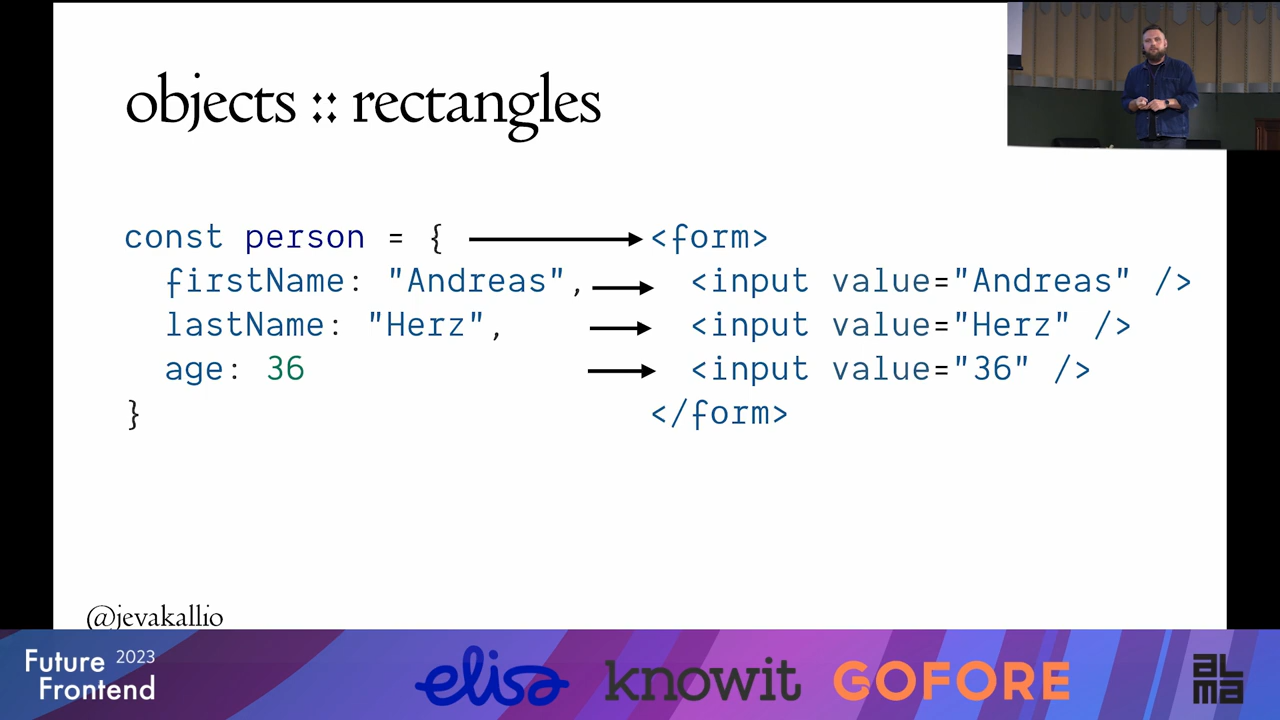 objects :: rectangles
const person = {
firstName: "Andreas",
lastName: "Herz",
age: 36
}
<form>
<input value="Andreas" />
<input value="Herz" />
<input value="36" />
</form>
@jevakallio
Future 2023
Frontend
elisa
knowit
GOFORE
ALMA